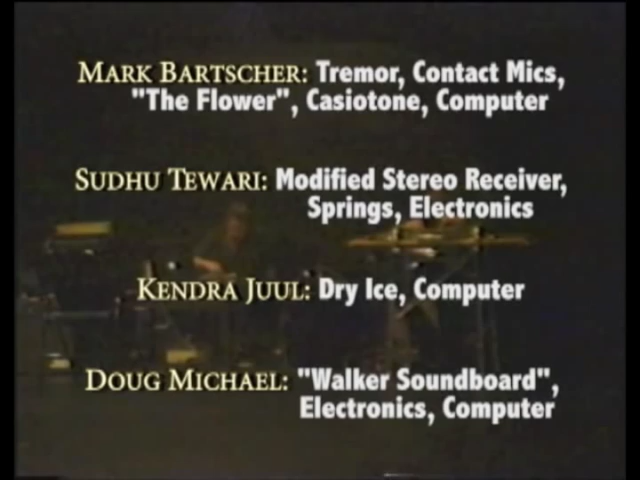 MARK BARTSCHER: Tremor, Contact Mics,
"The Flower", Casiotone, Computer
SUDHU TEWARI: Modified Stereo Receiver,
Springs, Electronics
KENDRA JUUL: Dry Ice, Computer
DOUG MICHAEL: "Walker Soundboard",
Electronics, Computer